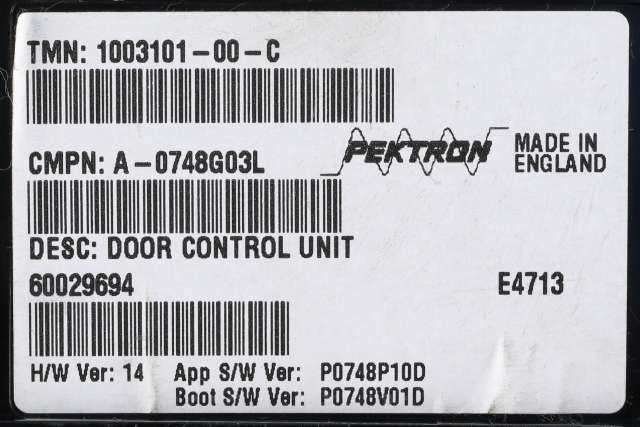 TMN: 1003101-00-C
CMPN: A-0748G03L
PEKTRON
MADE IN
ENGLAND
DESC: DOOR CONTROL UNIT
60029694
E4713
H/W Ver: 14 App S/W Ver: P0748P10D
Boot S/W Ver: P0748V01D